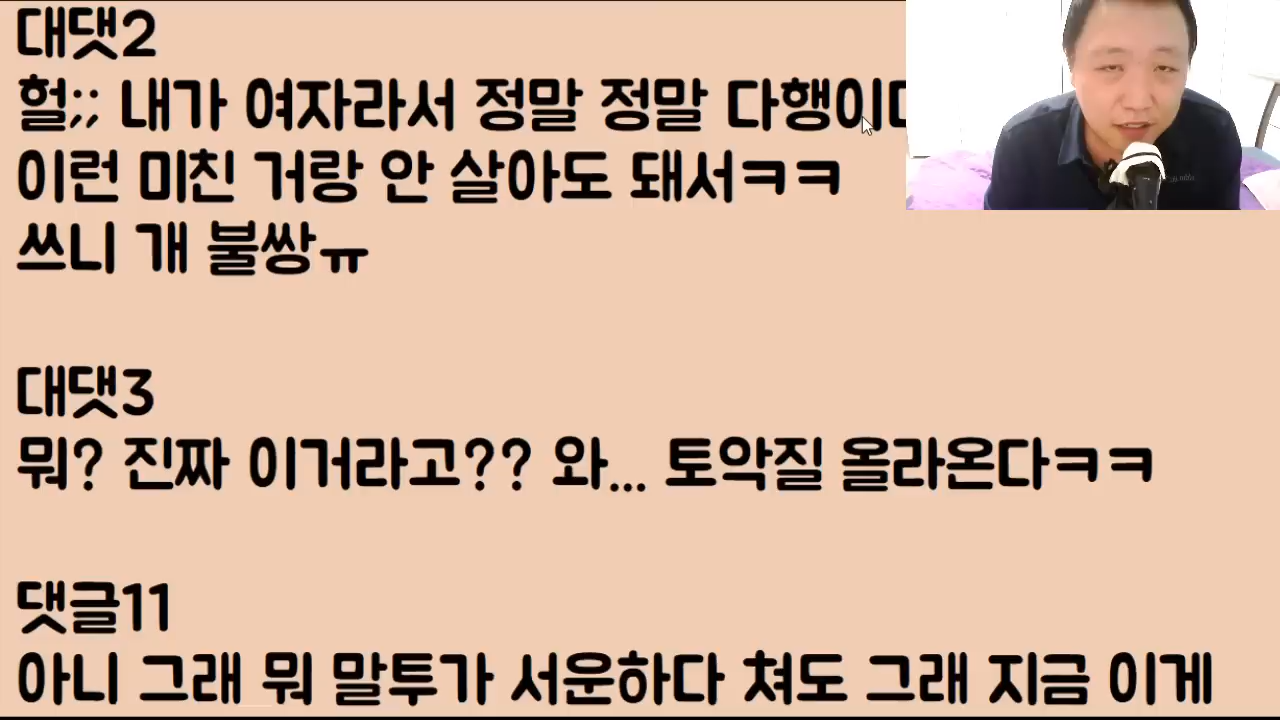 대댓2
헐;; 내가 여자라서 정말 정말 다행이다
이런 미친 거랑 안 살아도 돼서ㅋㅋ
쓰니 개 불쌍ㅠ
대댓3
뭐? 진짜 이거라고?? 와... 토악질 올라온다ㅋㅋ
댓글11
아니 그래 뭐 말투가 서운하다 쳐도 그래 지금 이게